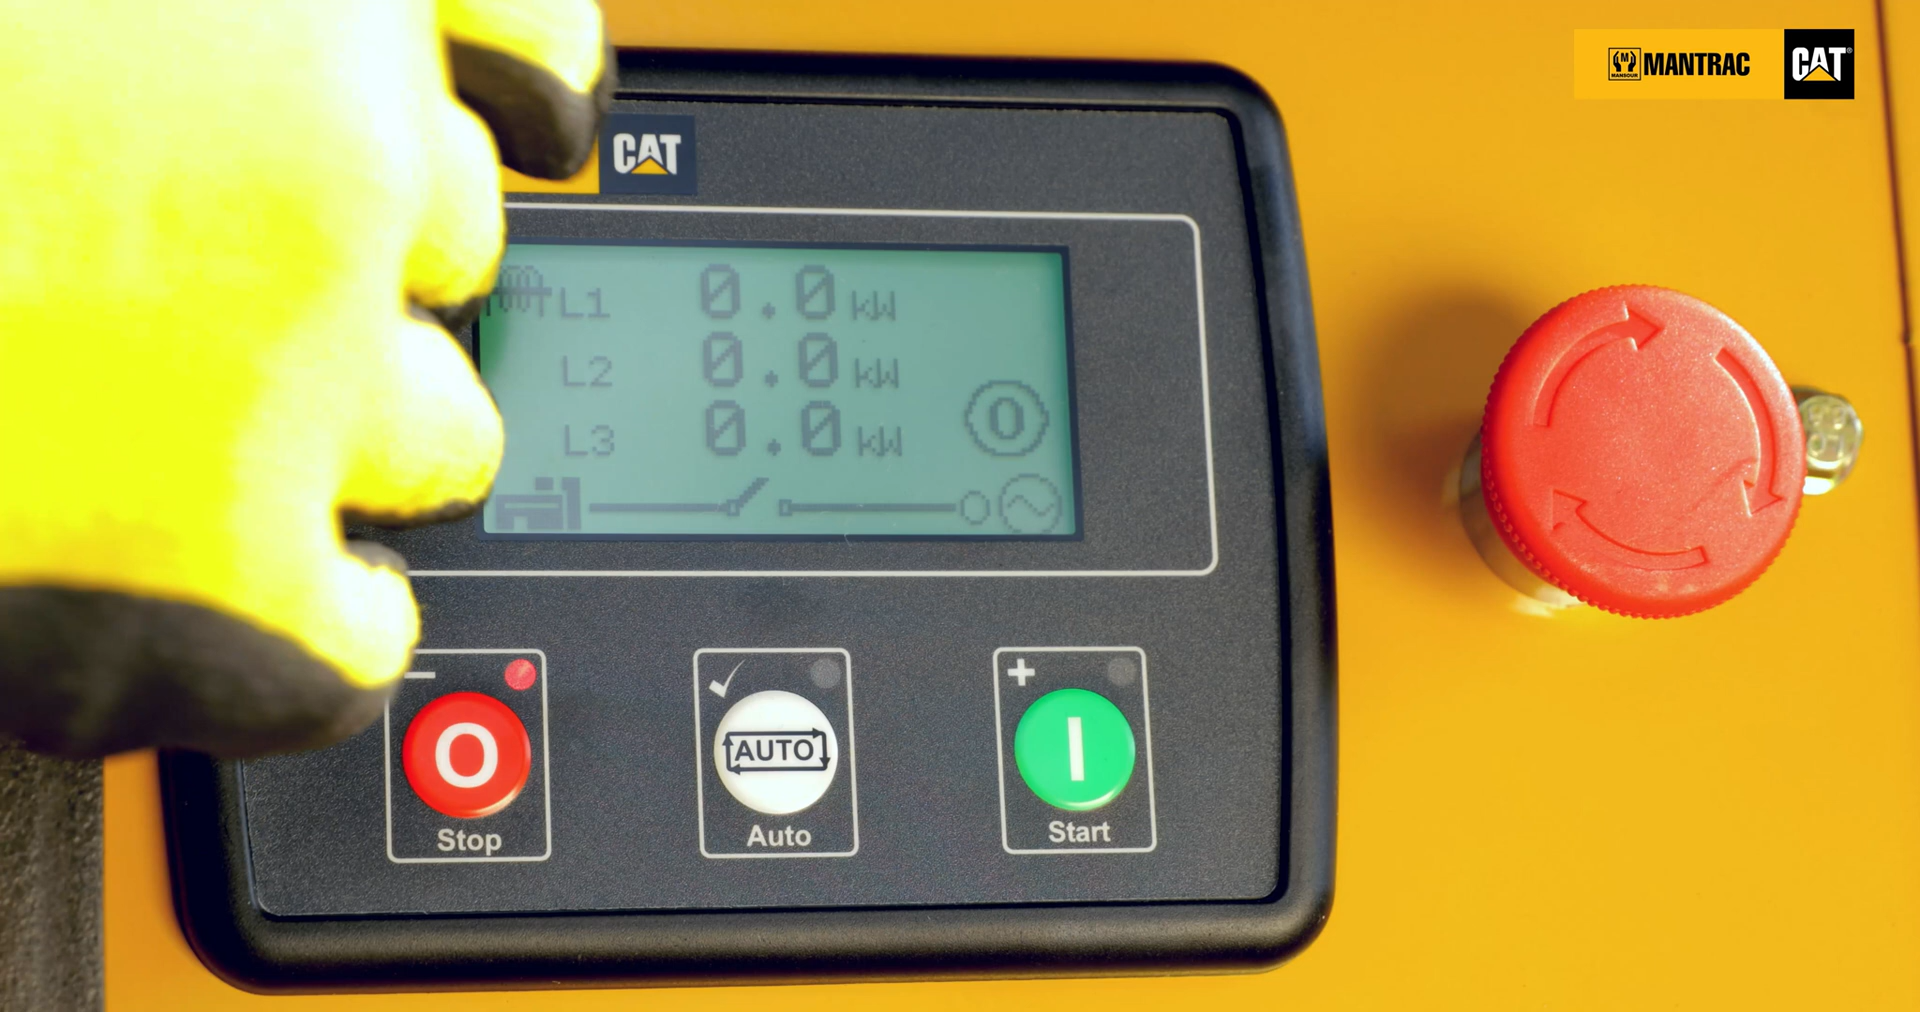 MANSOUR MANTRAC CAT
CAT
L1 0.0 kW
L2 0.0 kW
L3 0.0 kW
O
AUTO
Stop
Auto
Start